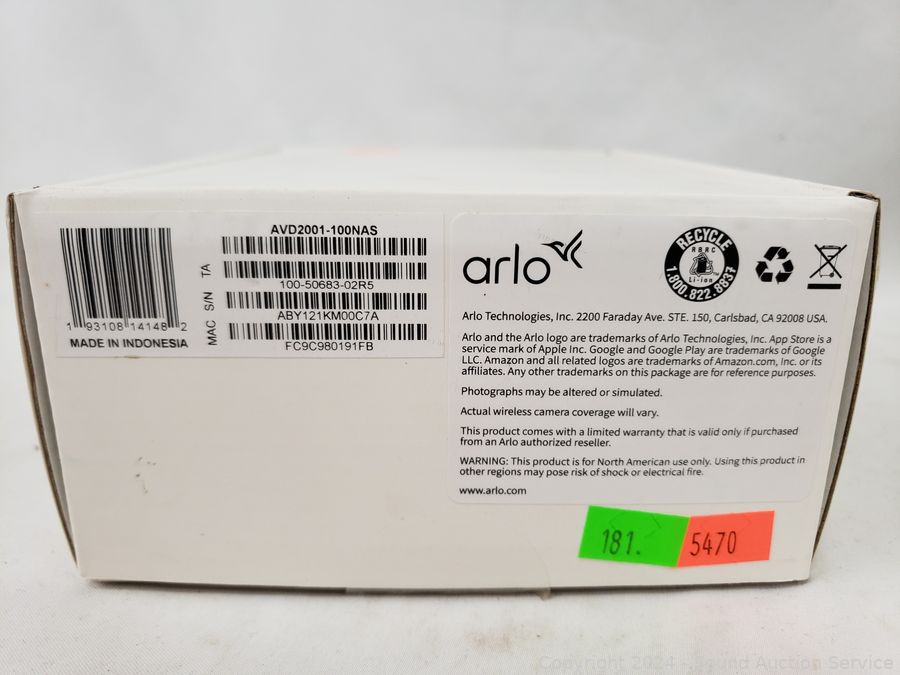 AVD2001-100NAS
TA
100-50683-02R5
S/N
ABY121KM00C7A
MAC
FC9C980191FB
1 93108 14148 2
MADE IN INDONESIA
arlo
RECYCLE
RBRC
Li-ion
1.800.822.8837
Arlo Technologies, Inc. 2200 Faraday Ave. STE. 150, Carlsbad, CA 92008 USA.
Arlo and the Arlo logo are trademarks of Arlo Technologies, Inc. App Store is a
service mark of Apple Inc. Google and Google Play are trademarks of Google
LLC. Amazon and all related logos are trademarks of Amazon.com, Inc. or its
affiliates. Any other trademarks on this package are for reference purposes.
Photographs may be altered or simulated.
Actual wireless camera coverage will vary.
This product comes with a limited warranty that is valid only if purchased
from an Arlo authorized reseller.
WARNING: This product is for North American use only. Using this product in
other regions may pose risk of shock or electrical fire.
www.arlo.com
181.
5470
Copyright 2024 - Sound Auction Service